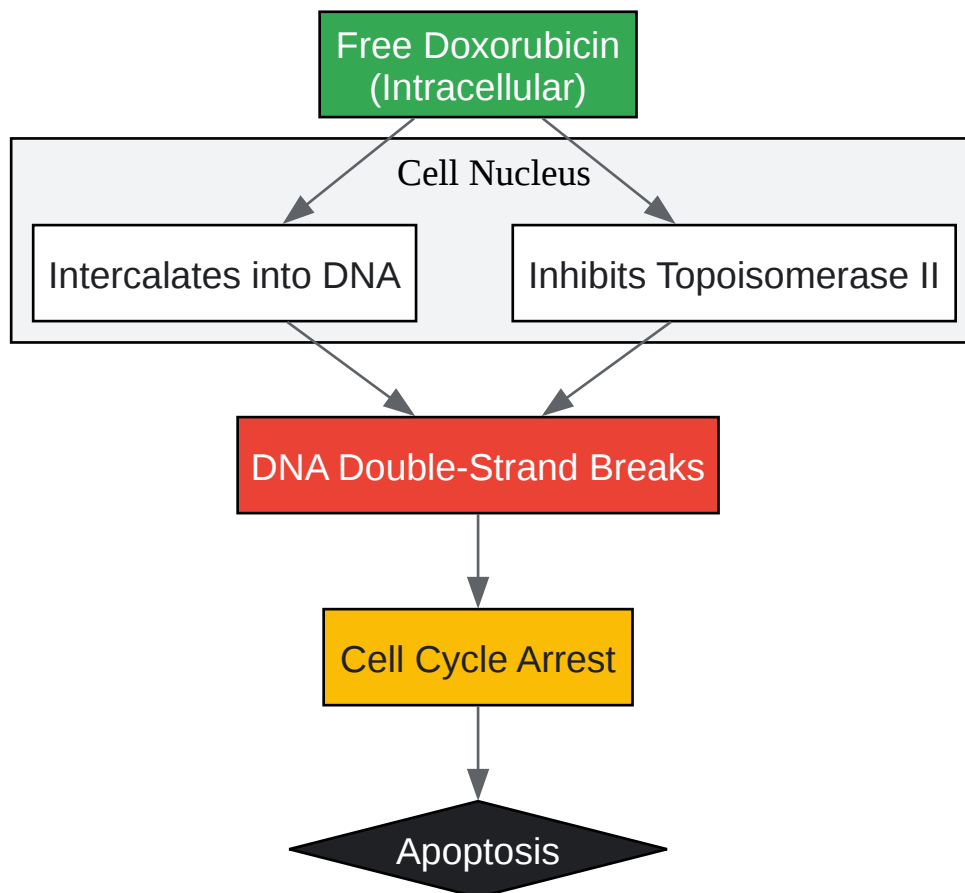 Free Doxorubicin
(Intracellular)
Cell Nucleus
Intercalates into DNA
Inhibits Topoisomerase II
DNA Double-Strand Breaks
Cell Cycle Arrest
Apoptosis